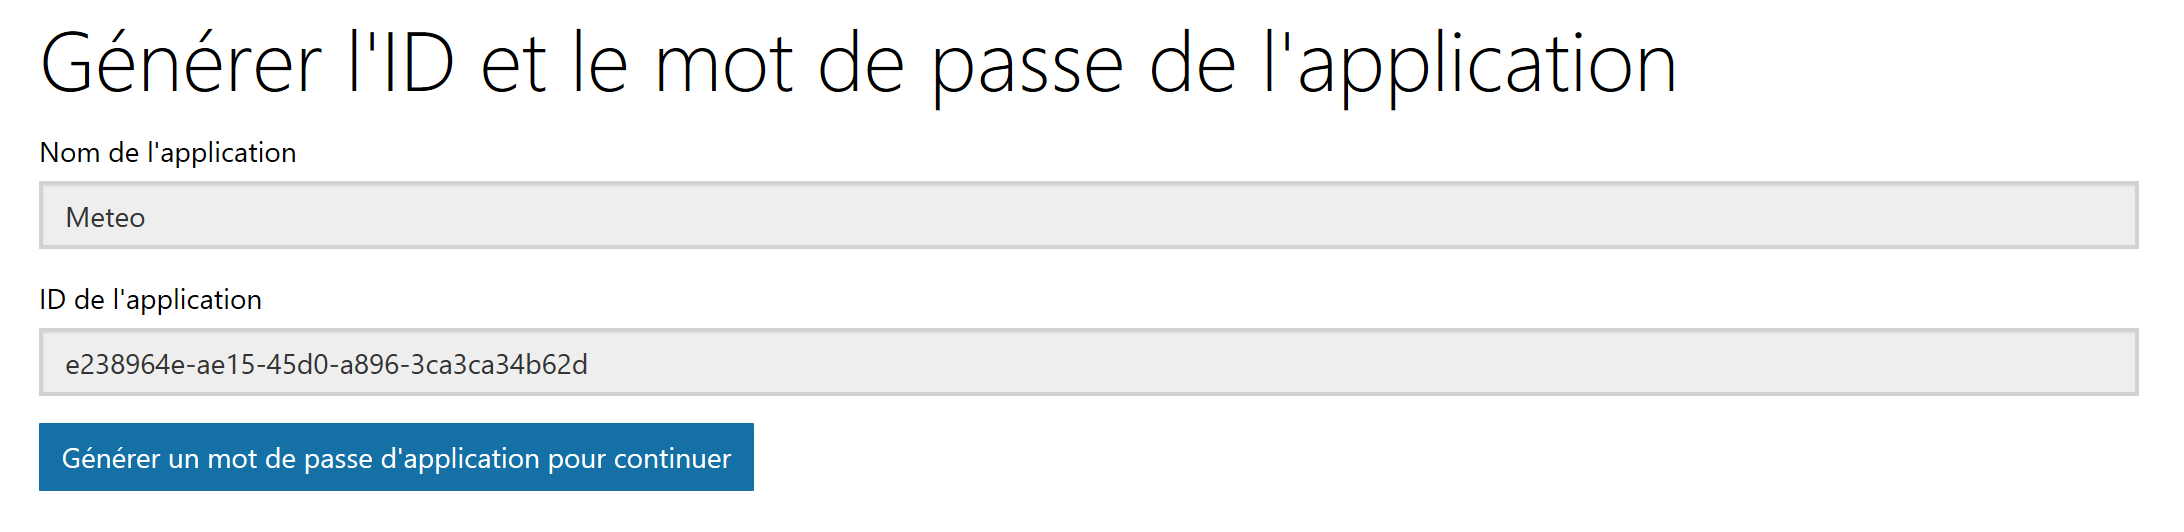 Générer l'ID et le mot de passe de l'application
Nom de l'application
Meteo
ID de l'application
e238964e-ae15-45d0-a896-3ca3ca34b62d
Générer un mot de passe d'application pour continuer